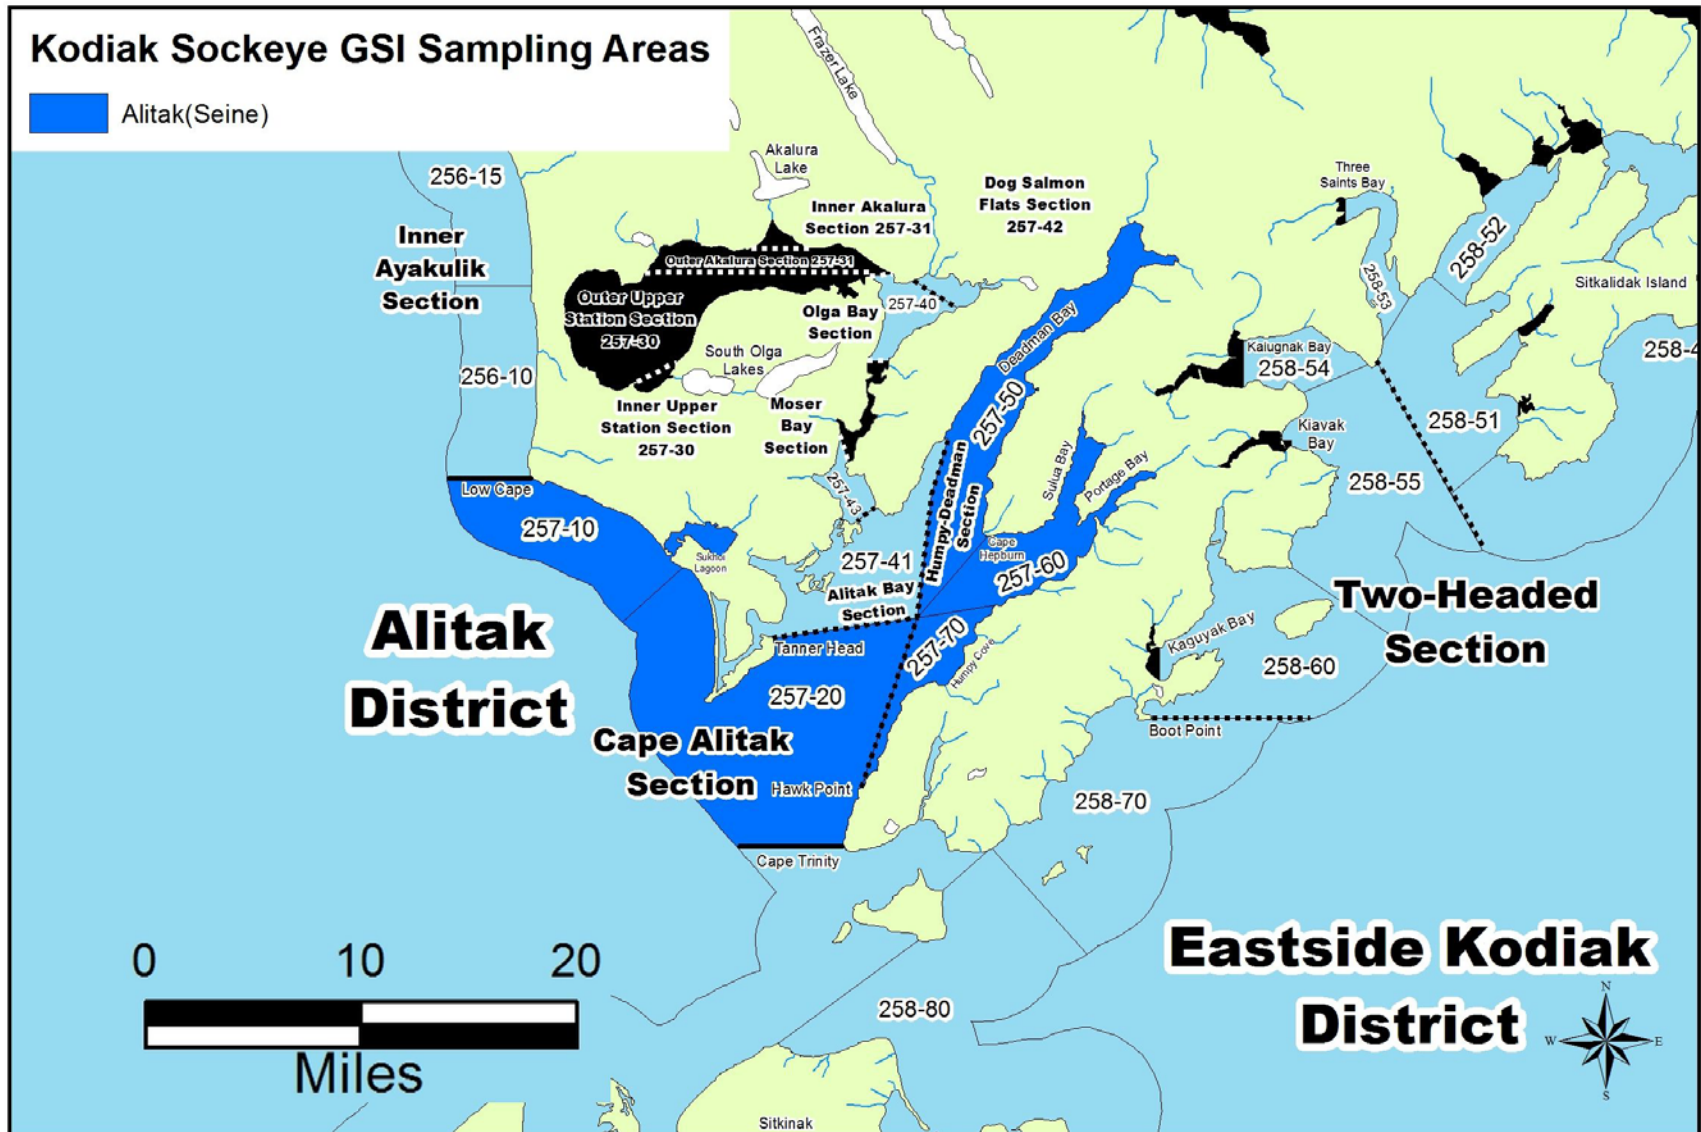 Kodiak Sockeye GSI Sampling Areas
Alitak(Seine)
Frazer Lake
Akalura
Lake
256-15
Inner
Ayakulik
Section
Inner Akalura
Section 257-31
Dog Salmon
Flats Section
257-42
Three
Saints Bay
258-52
258-53
Sitkalidak Island
Outer Akalura Section 257-31
Outer Upper
Station Section
257-30
Olga Bay
Section
257-40
Deadman Bay
256-10
South Olga
Lakes
Kaiugnak Bay
258-54
258-4
Inner Upper
Station Section
257-30
Moser
Bay
Section
257-50
258-51
Kiavak
Bay
258-55
Low Cape
257-10
257-43
Humpy-Deadman
Section
Sulua Bay
Portage Bay
Sukhoi
Lagoon
257-41
Cape
Hepburn
257-60
Alitak Bay
Section
Two-Headed
Section
Alitak
District
Tanner Head
257-70
Humpy Cove
Kaguyak Bay
258-60
257-20
Cape Alitak
Section
Boot Point
Hawk Point
258-70
Cape Trinity
0 10 20
Miles
258-80
Eastside Kodiak
District
N
W E
S
Sitkinak